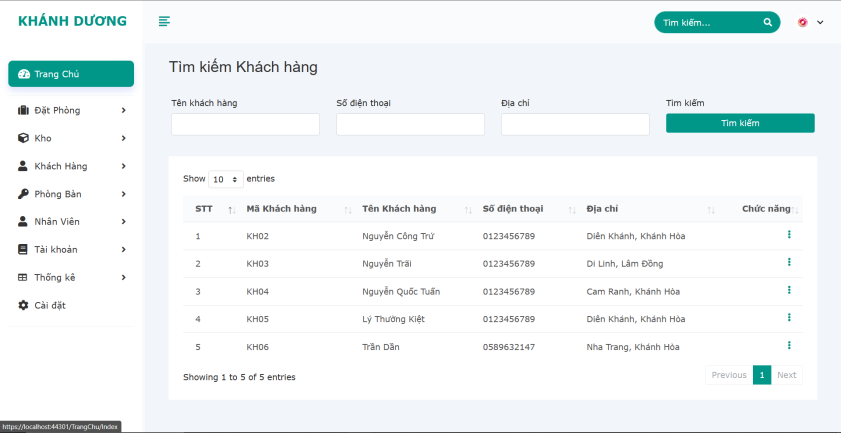 KHÁNH DƯƠNG
Tìm kiếm...
Trang Chủ
Đặt Phòng
Kho
Khách Hàng
Phòng Bàn
Nhân Viên
Tài khoản
Thống kê
Cài đặt
Tìm kiếm Khách hàng
Tên khách hàng Số điện thoại Địa chỉ Tìm kiếm
Tìm kiếm
Show 10 entries
STT Mã Khách hàng Tên Khách hàng Số điện thoại Địa chỉ Chức năng
1 KH02 Nguyễn Công Trứ 0123456789 Diên Khánh, Khánh Hòa
2 KH03 Nguyễn Trãi 0123456789 Di Linh, Lâm Đồng
3 KH04 Nguyễn Quốc Tuấn 0123456789 Cam Ranh, Khánh Hòa
4 KH05 Lý Thường Kiệt 0123456789 Diên Khánh, Khánh Hòa
5 KH06 Trần Dần 0589632147 Nha Trang, Khánh Hòa
Showing 1 to 5 of 5 entries
Previous 1 Next
https://localhost:44301/TrangChu/Index